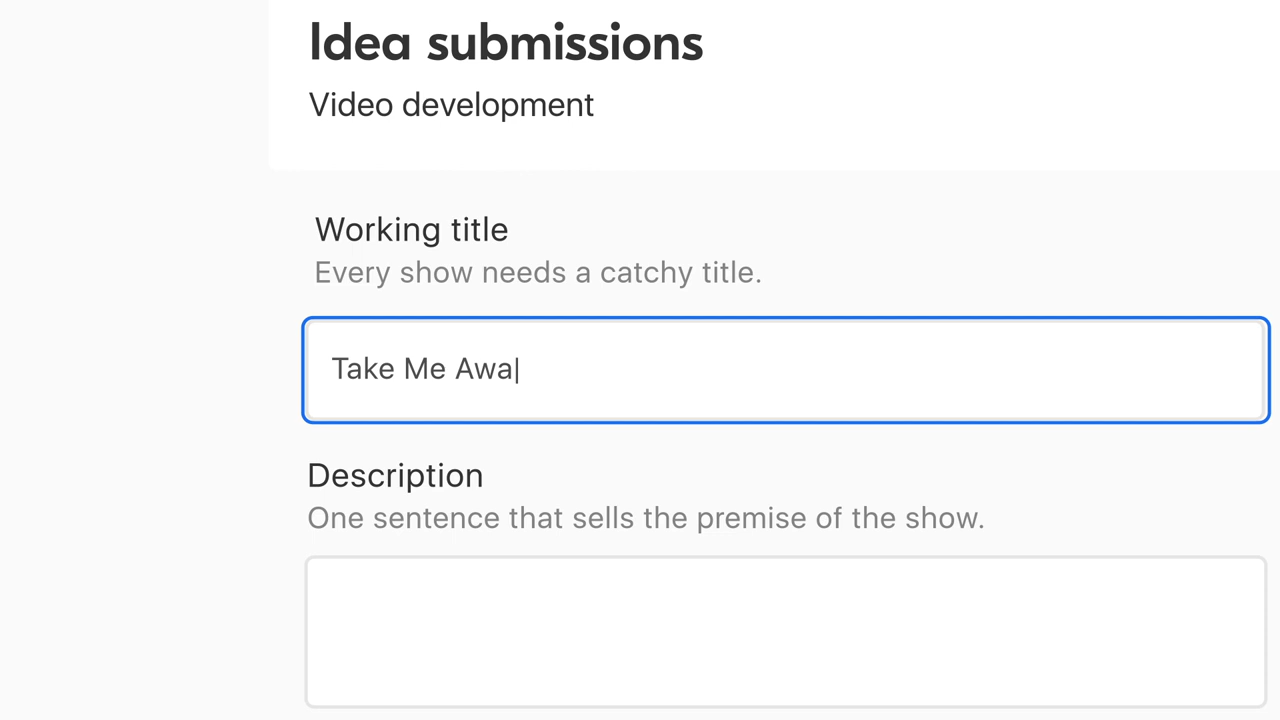 Idea submissions
Video development
Working title
Every show needs a catchy title.
Take Me Awa
Description
One sentence that sells the premise of the show.